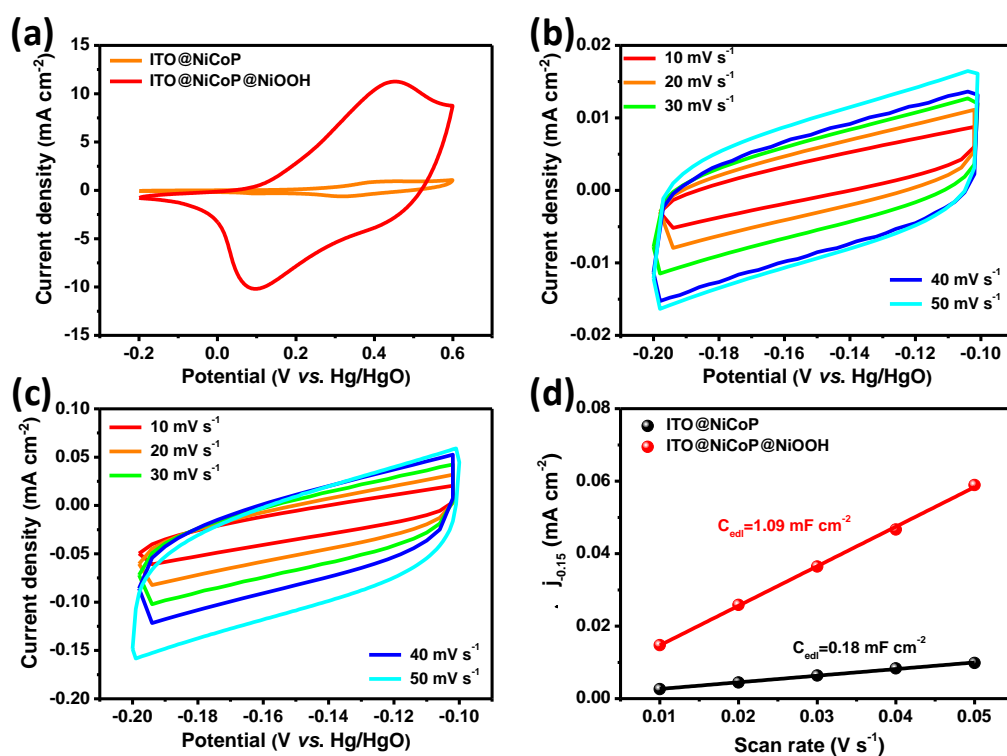 (a)
ITO@NiCoP
ITO@NiCoP@NiOOH
15
10
5
0
-5
-10
15
Current density (mA cm⁻²)
-0.2 0.0 0.2 0.4 0.6
Potential (V vs. Hg/HgO)
(b)
10 mV s⁻¹
20 mV s⁻¹
30 mV s⁻¹
40 mV s⁻¹
50 mV s⁻¹
0.02
0.01
0.00
-0.01
-0.02
Current density (mA cm⁻²)
-0.20 -0.18 -0.16 -0.14 -0.12 -0.10
Potential (V vs. Hg/HgO)
(c)
10 mV s⁻¹
20 mV s⁻¹
30 mV s⁻¹
40 mV s⁻¹
50 mV s⁻¹
0.10
0.05
0.00
-0.05
-0.10
-0.15
-0.20
Current density (mA cm⁻²)
-0.20 -0.18 -0.16 -0.14 -0.12 -0.10
Potential (V vs. Hg/HgO)
(d)
ITO@NiCoP
ITO@NiCoP@NiOOH
C_edl=1.09 mF cm⁻²
C_edl=0.18 mF cm⁻²
0.08
0.06
0.04
0.02
0.00
j_-0.15 (mA cm⁻²)
0.01 0.02 0.03 0.04 0.05
Scan rate (V s⁻¹)